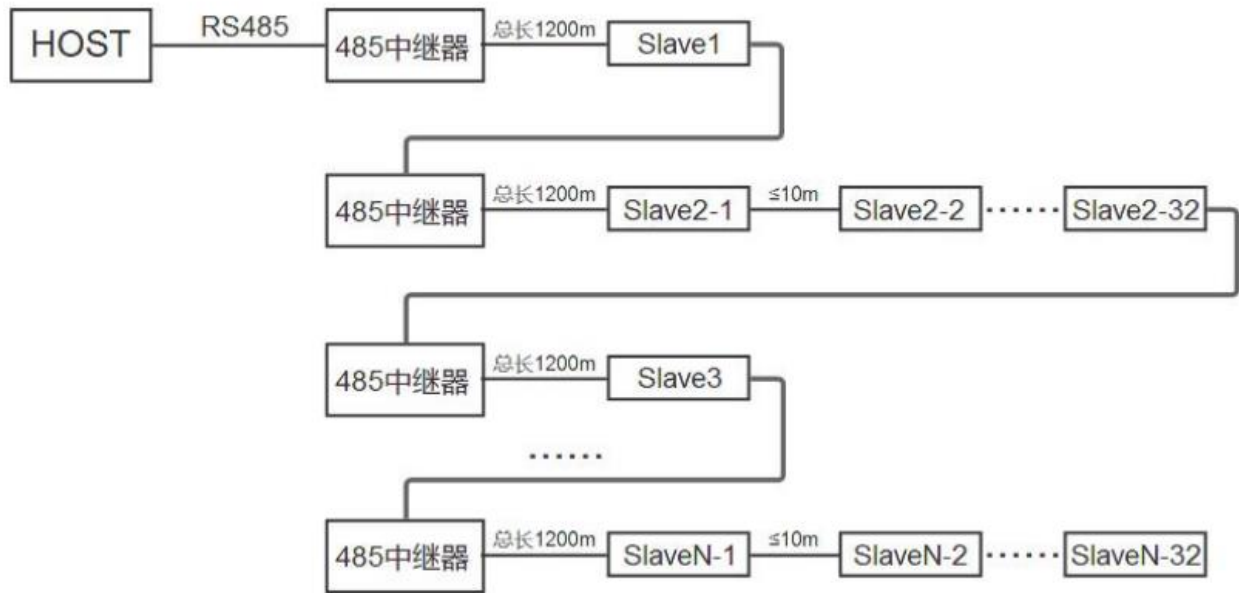 HOST
RS485
485中继器
总长1200m
Slave1
485中继器
总长1200m
Slave2-1
≤10m
Slave2-2
......
Slave2-32
485中继器
总长1200m
Slave3
......
485中继器
总长1200m
SlaveN-1
≤10m
SlaveN-2
......
SlaveN-32